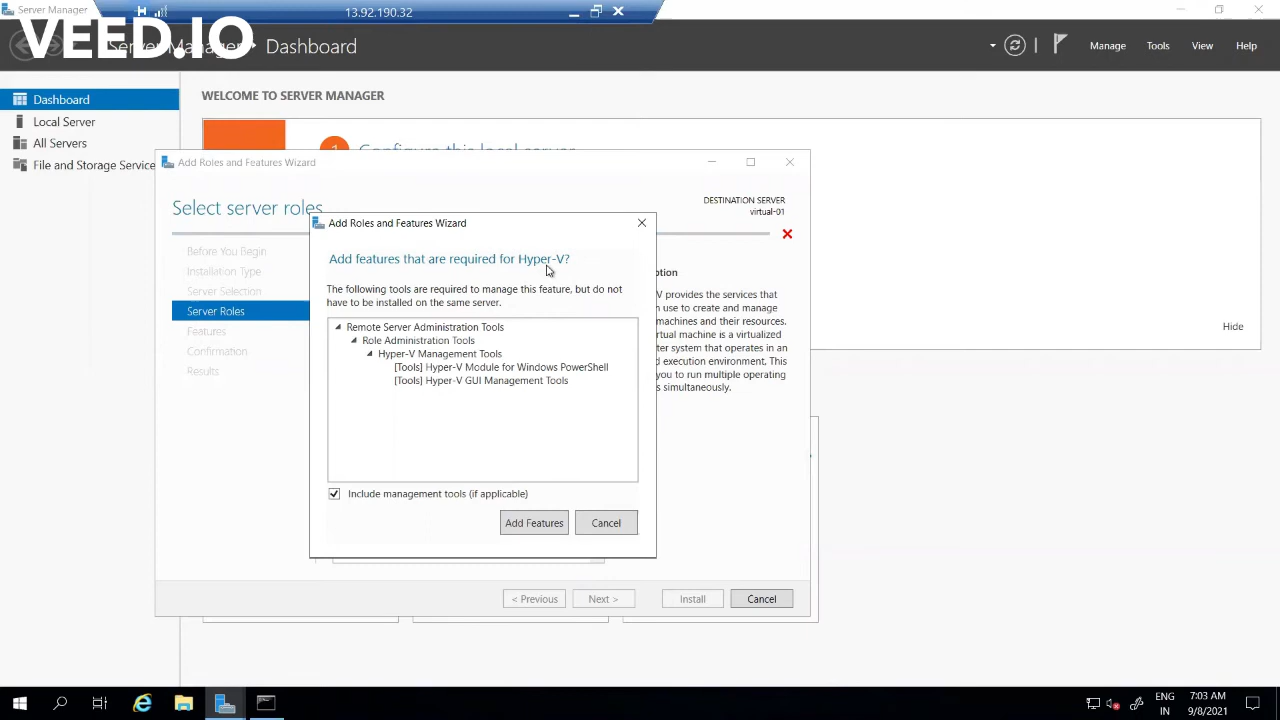 Server Manager
13.92.190.32
VEED.IO
Server Manager
Dashboard
Manage
Tools
View
Help
Dashboard
Local Server
All Servers
File and Storage Service
WELCOME TO SERVER MANAGER
1
Configure this local server
Hide
Add Roles and Features Wizard
Select server roles
DESTINATION SERVER
virtual-01
Before You Begin
Installation Type
Server Selection
Server Roles
Features
Confirmation
Results
Add Roles and Features Wizard
Add features that are required for Hyper-V?
The following tools are required to manage this feature, but do not
have to be installed on the same server.
Remote Server Administration Tools
Role Administration Tools
Hyper-V Management Tools
[Tools] Hyper-V Module for Windows PowerShell
[Tools] Hyper-V GUI Management Tools
Include management tools (if applicable)
Add Features
Cancel
ption
V provides the services that
n use to create and manage
machines and their resources.
rtual machine is a virtualized
ter system that operates in an
d execution environment. This
you to run multiple operating
s simultaneously.
< Previous
Next >
Install
Cancel
ENG
IN
7:03 AM
9/8/2021